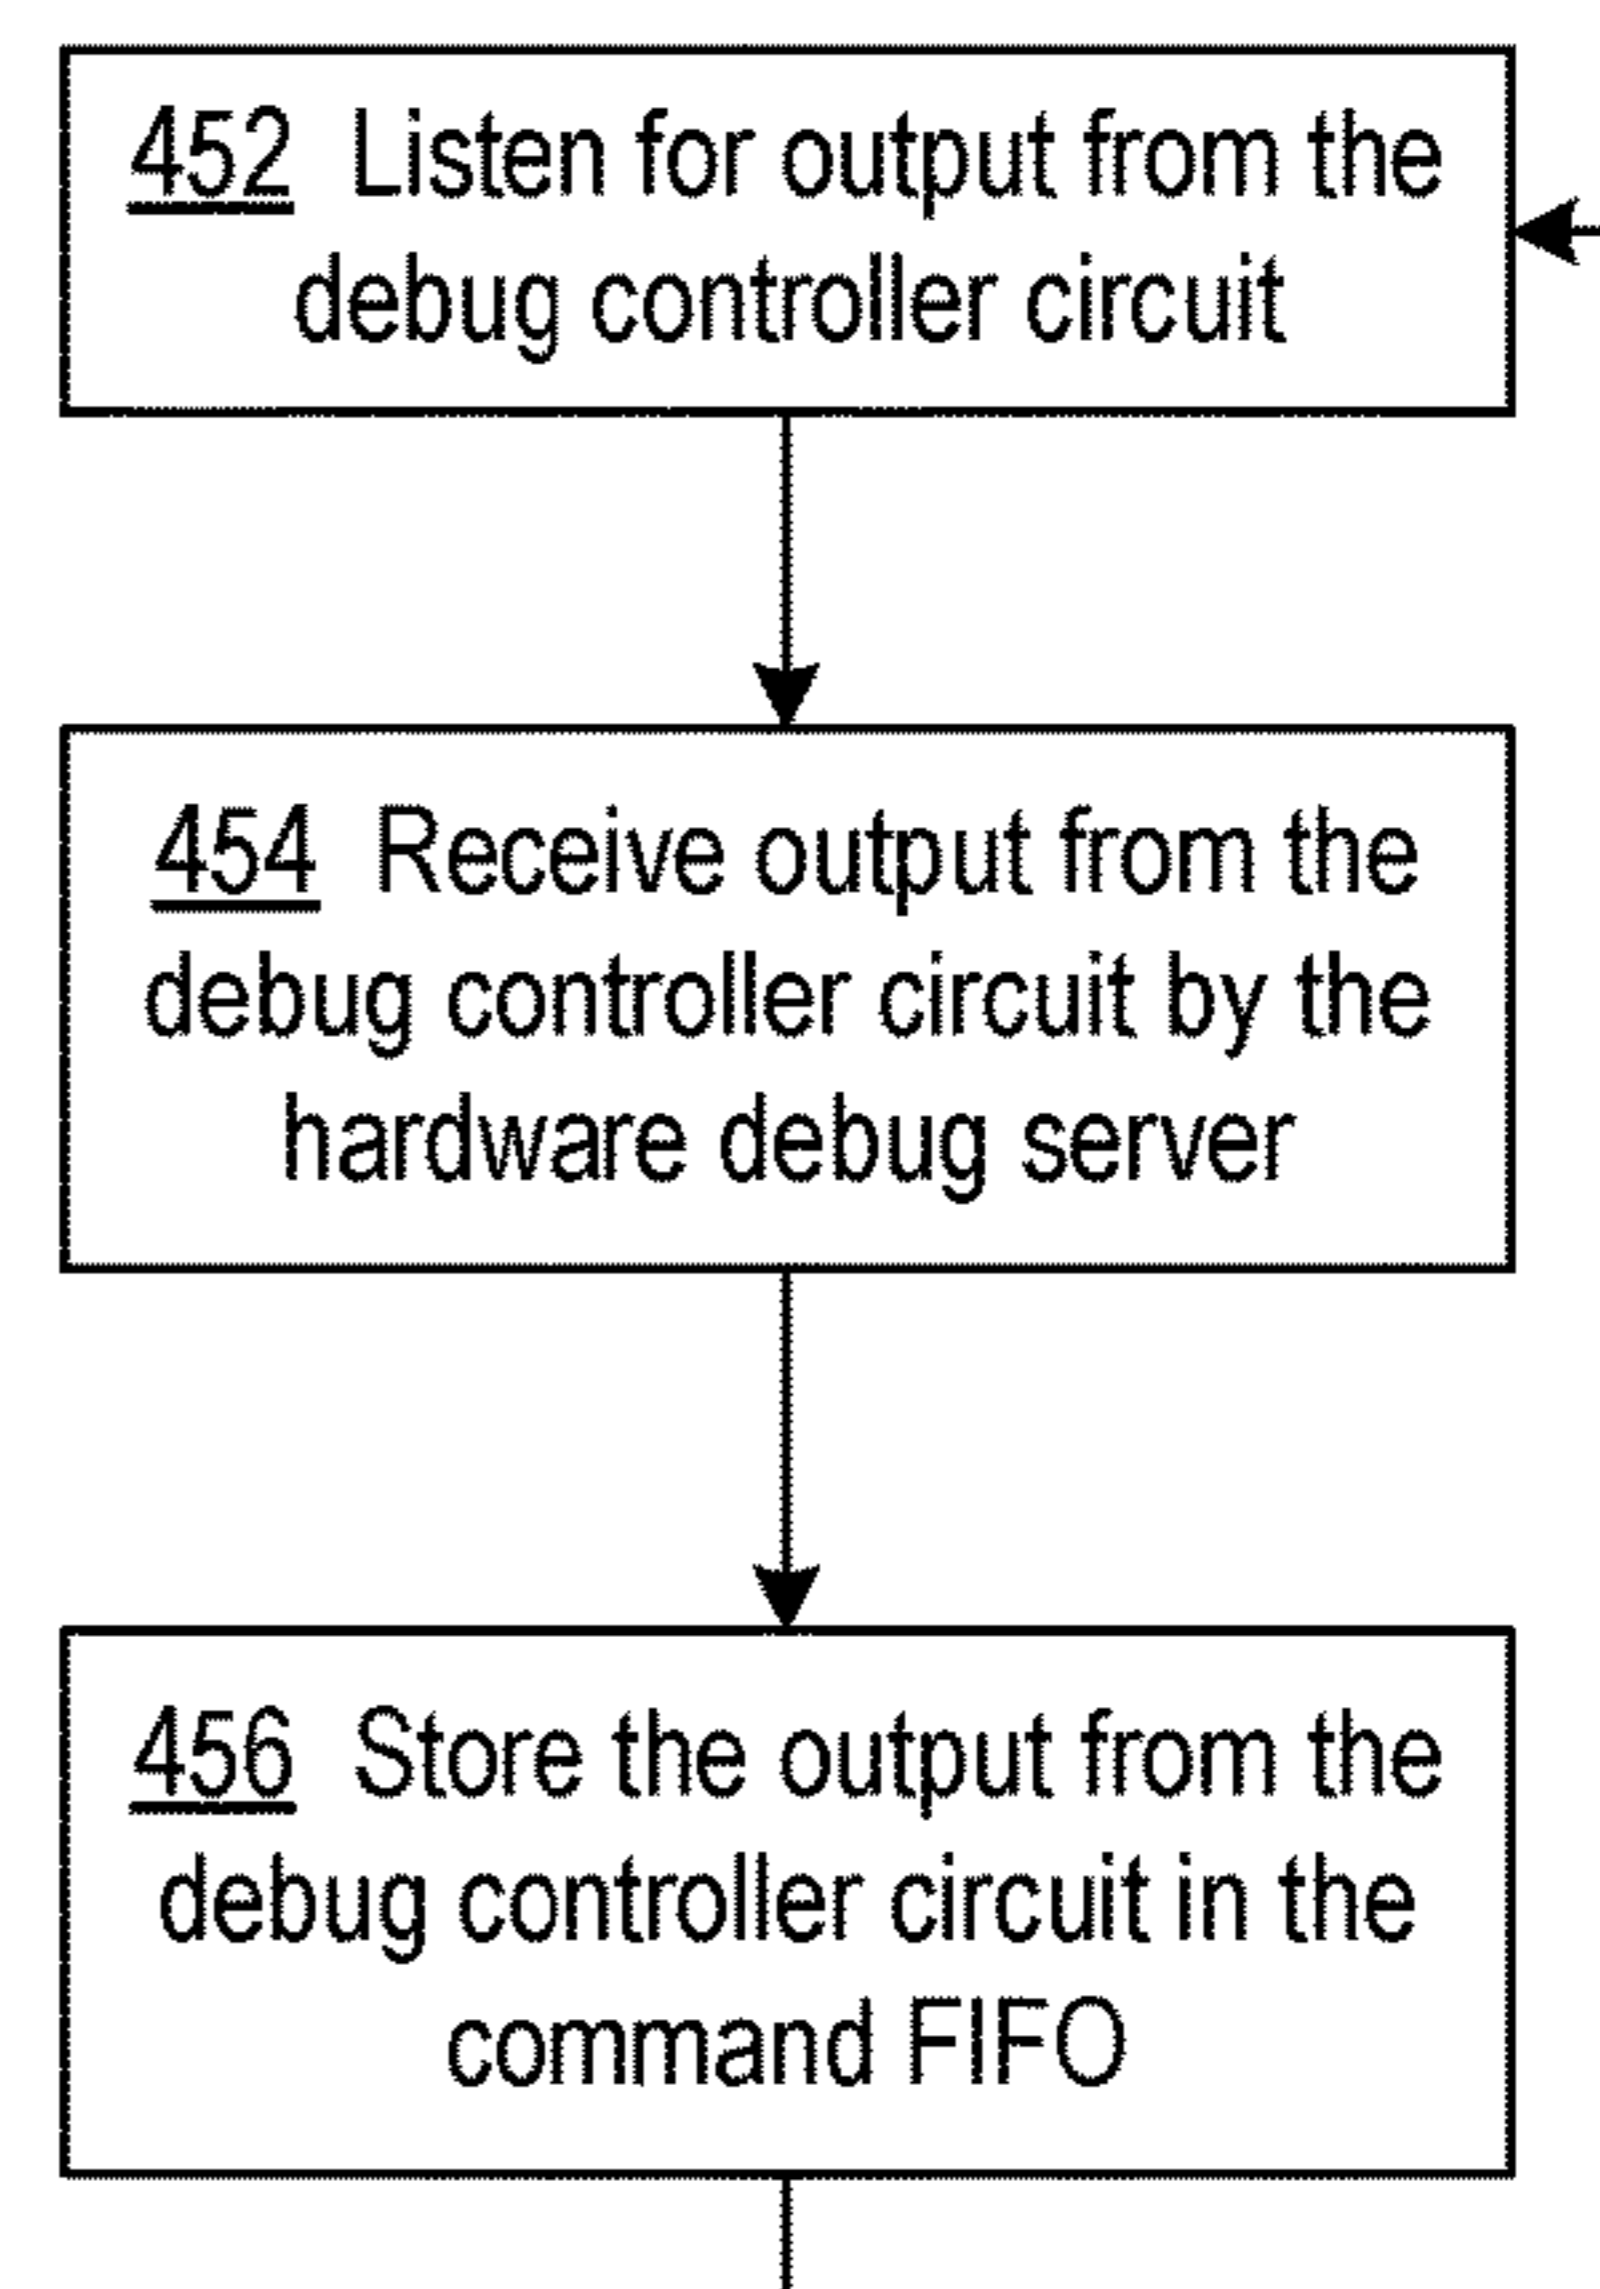 452 Listen for output from the
debug controller circuit
454 Receive output from the
debug controller circuit by the
hardware debug server
456 Store the output from the
debug controller circuit in the
command FIFO